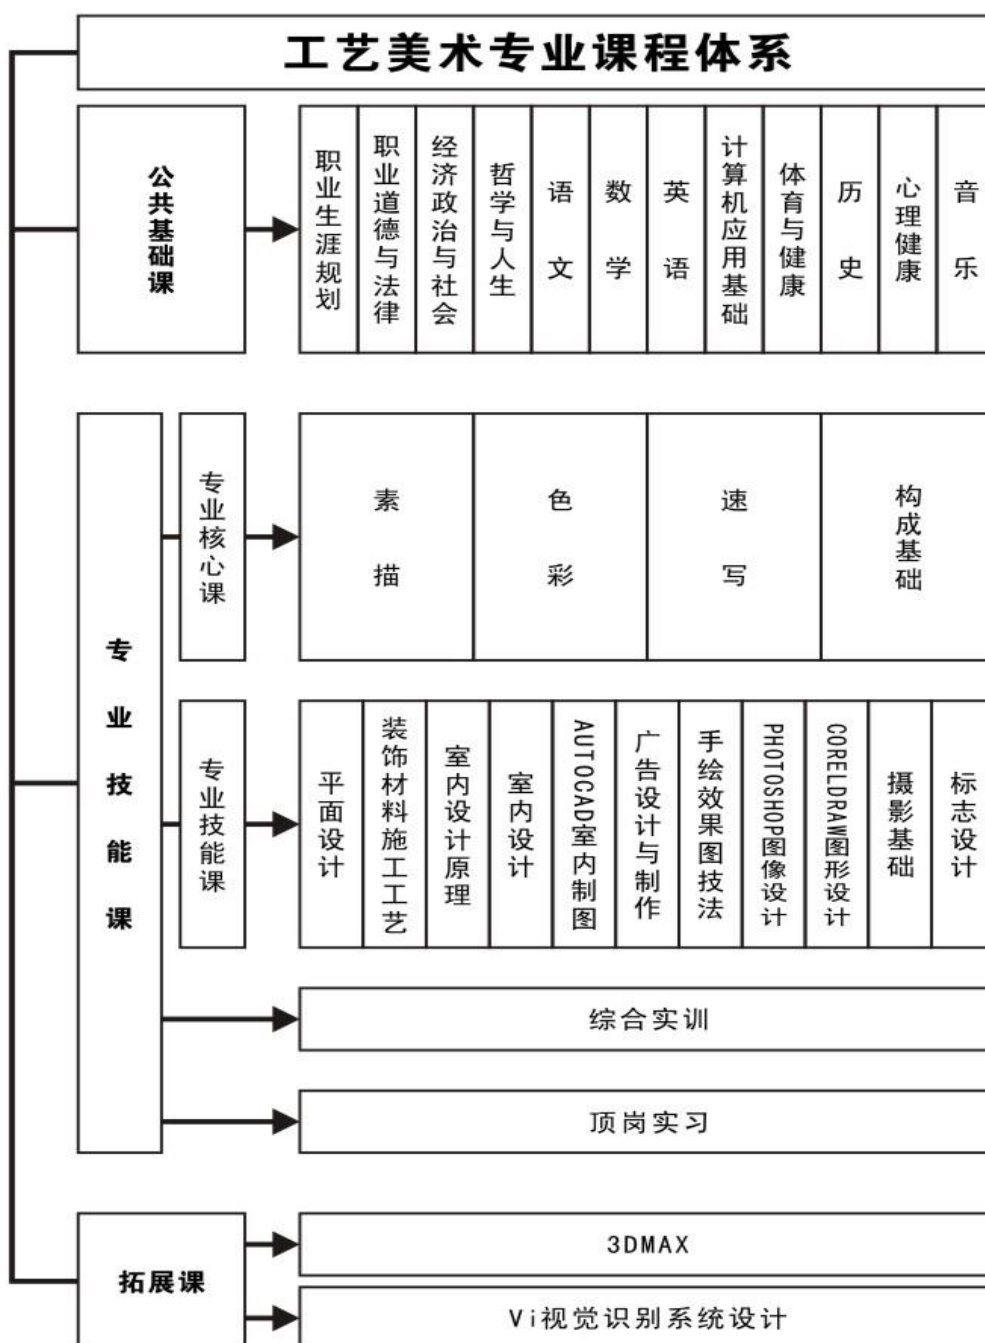 工艺美术专业课程体系
公共基础课
职业生涯规划
职业道德与法律
经济政治与社会
哲学与人生
语文
数学
英语
计算机应用基础
体育与健康
历史
心理健康
音乐
专业技能课
专业核心课
素描
色彩
速写
构成基础
专业技能课
平面设计
装饰材料施工工艺
室内设计原理
室内设计
AUTOCAD室内制图
广告设计与制作
手绘效果图技法
PHOTOSHOP图像设计
CORELDRAW图形设计
摄影基础
标志设计
综合实训
顶岗实习
拓展课
3DMAX
Vi视觉识别系统设计